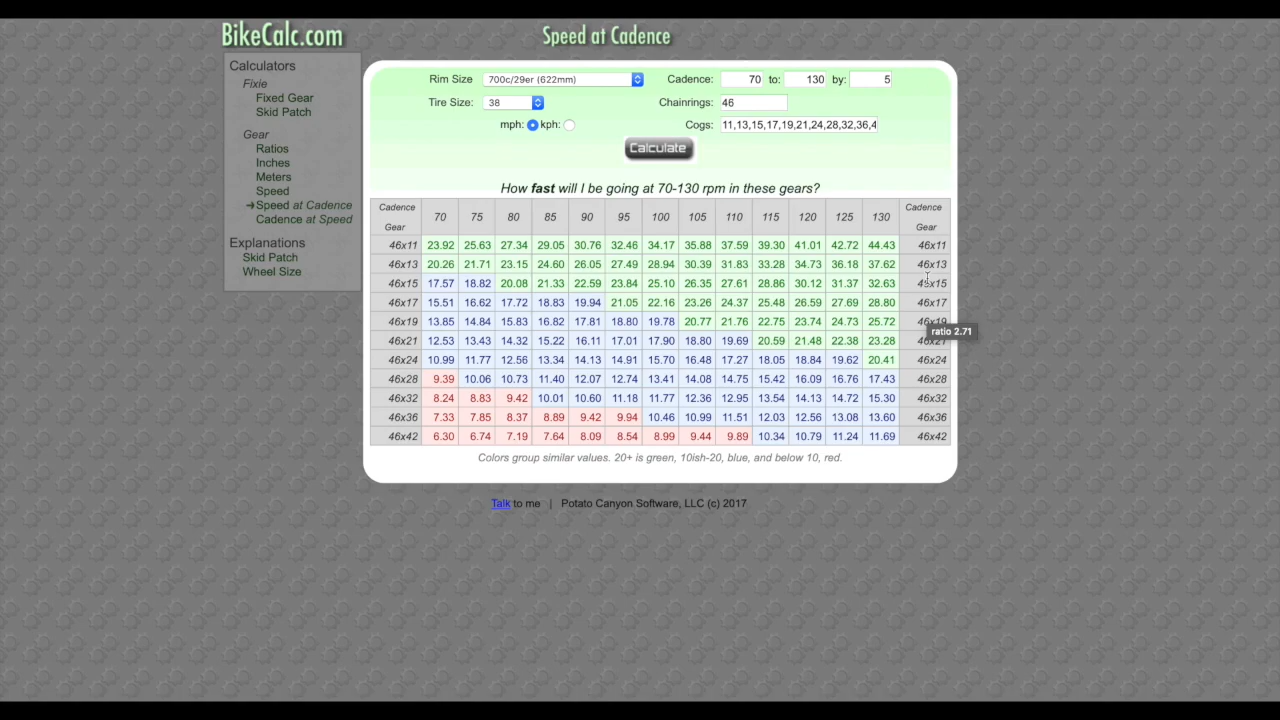 BikeCalc.com
Speed at Cadence
Calculators
Fixie
Fixed Gear
Skid Patch
Gear
Ratios
Inches
Meters
Speed
➔Speed at Cadence
Cadence at Speed
Explanations
Skid Patch
Wheel Size
Rim Size 700c/29er (622mm) Cadence: 70 to: 130 by: 5
Tire Size: 38 Chainrings: 46
mph: kph: Cogs: 11,13,15,17,19,21,24,28,32,36,4
Calculate
How fast will I be going at 70-130 rpm in these gears?
Cadence Gear 70 75 80 85 90 95 100 105 110 115 120 125 130 Cadence Gear
46x11 23.92 25.63 27.34 29.05 30.76 32.46 34.17 35.88 37.59 39.30 41.01 42.72 44.43 46x11
46x13 20.26 21.71 23.15 24.60 26.05 27.49 28.94 30.39 31.83 33.28 34.73 36.18 37.62 46x13
46x15 17.57 18.82 20.08 21.33 22.59 23.84 25.10 26.35 27.61 28.86 30.12 31.37 32.63 46x15
46x17 15.51 16.62 17.72 18.83 19.94 21.05 22.16 23.26 24.37 25.48 26.59 27.69 28.80 46x17
46x19 13.85 14.84 15.83 16.82 17.81 18.80 19.78 20.77 21.76 22.75 23.74 24.73 25.72 46x19
ratio 2.71
46x21 12.53 13.43 14.32 15.22 16.11 17.01 17.90 18.80 19.69 20.59 21.48 22.38 23.28 46x21
46x24 10.99 11.77 12.56 13.34 14.13 14.91 15.70 16.48 17.27 18.05 18.84 19.62 20.41 46x24
46x28 9.39 10.06 10.73 11.40 12.07 12.74 13.41 14.08 14.75 15.42 16.09 16.76 17.43 46x28
46x32 8.24 8.83 9.42 10.01 10.60 11.18 11.77 12.36 12.95 13.54 14.13 14.72 15.30 46x32
46x36 7.33 7.85 8.37 8.89 9.42 9.94 10.46 10.99 11.51 12.03 12.56 13.08 13.60 46x36
46x42 6.30 6.74 7.19 7.64 8.09 8.54 8.99 9.44 9.89 10.34 10.79 11.24 11.69 46x42
Colors group similar values. 20+ is green, 10ish-20, blue, and below 10, red.
Talk to me | Potato Canyon Software, LLC (c) 2017